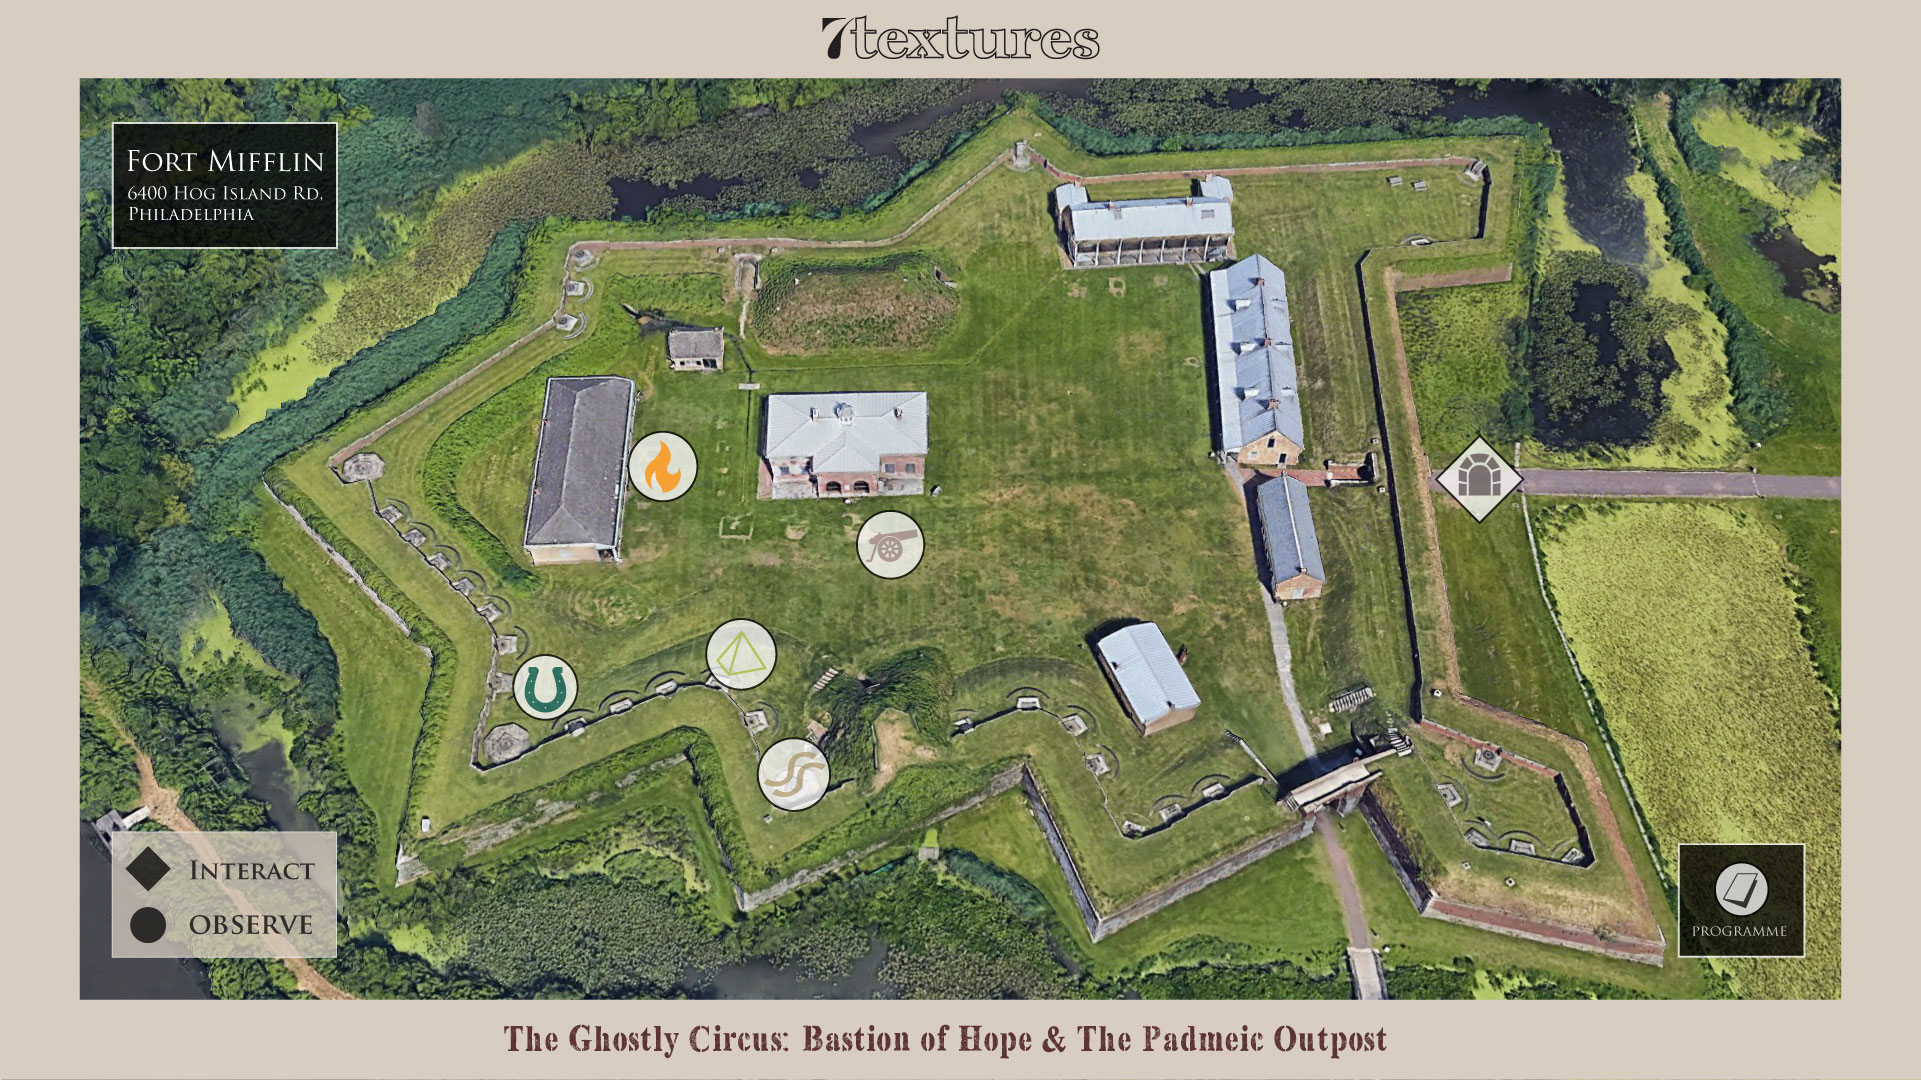 7textures
Fort Mifflin
6400 Hog Island Rd,
Philadelphia
Interact
OBSERVE
PROGRAMME
The Ghostly Circus: Bastion of Hope & The Padmeic Outpost